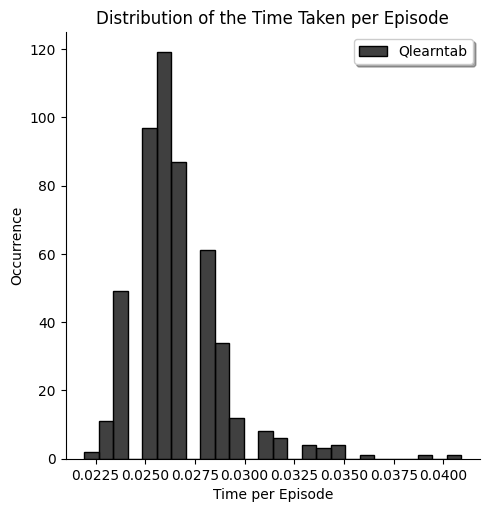 Distribution of the Time Taken per Episode
Qlearntab
120
100
80
60
40
20
0
Occurrence
0.0225 0.0250 0.0275 0.0300 0.0325 0.0350 0.0375 0.0400
Time per Episode